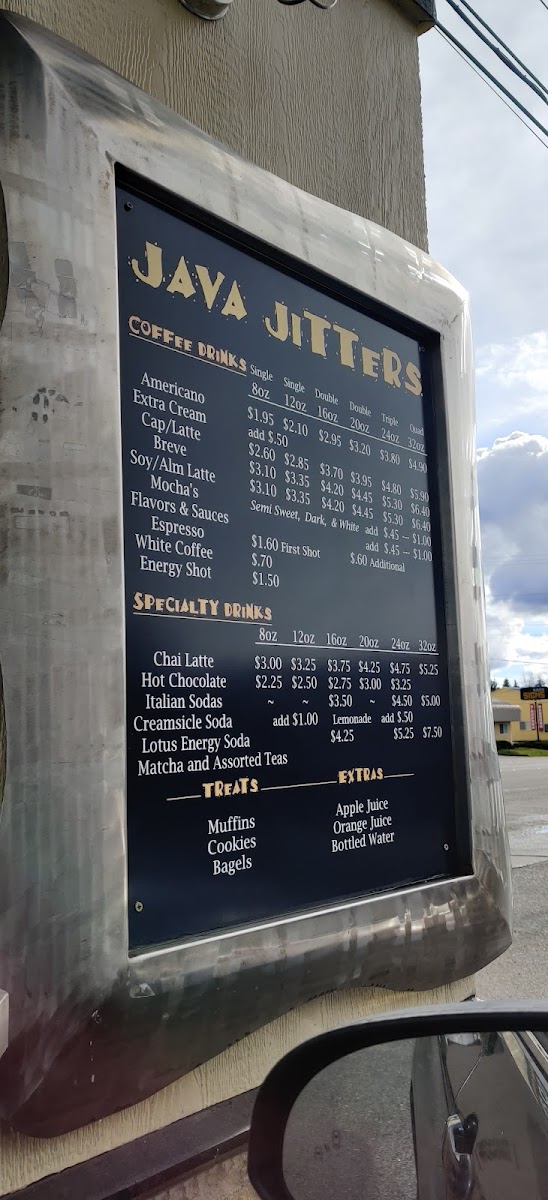 JAVA JITTERS
COFFEE DRINKS Single Single Double Double Triple Quad
8oz 12oz 16oz 20oz 24oz 32oz
Americano $1.95 $2.10 $2.95 $3.20 $3.80 $4.90
Extra Cream add $.50
Cap/Latte $2.60 $2.85 $3.70 $3.95 $4.80 $5.90
Breve $3.10 $3.35 $4.20 $4.45 $5.30 $6.40
Soy/Alm Latte $3.10 $3.35 $4.20 $4.45 $5.30 $6.40
Mocha's Semi Sweet, Dark, & White add $.45 — $1.00
Flavors & Sauces add $.45 — $1.00
Espresso $1.60 First Shot $.60 Additional
White Coffee $.70
Energy Shot $1.50
SPECIALTY DRINKS
8oz 12oz 16oz 20oz 24oz 32oz
Chai Latte $3.00 $3.25 $3.75 $4.25 $4.75 $5.25
Hot Chocolate $2.25 $2.50 $2.75 $3.00 $3.25
Italian Sodas ~ ~ $3.50 ~ $4.50 $5.00
Creamsicle Soda add $1.00 Lemonade add $.50
Lotus Energy Soda $4.25 $5.25 $7.50
Matcha and Assorted Teas
TREATS EXTRAS
Muffins Apple Juice
Cookies Orange Juice
Bagels Bottled Water
SIGNS